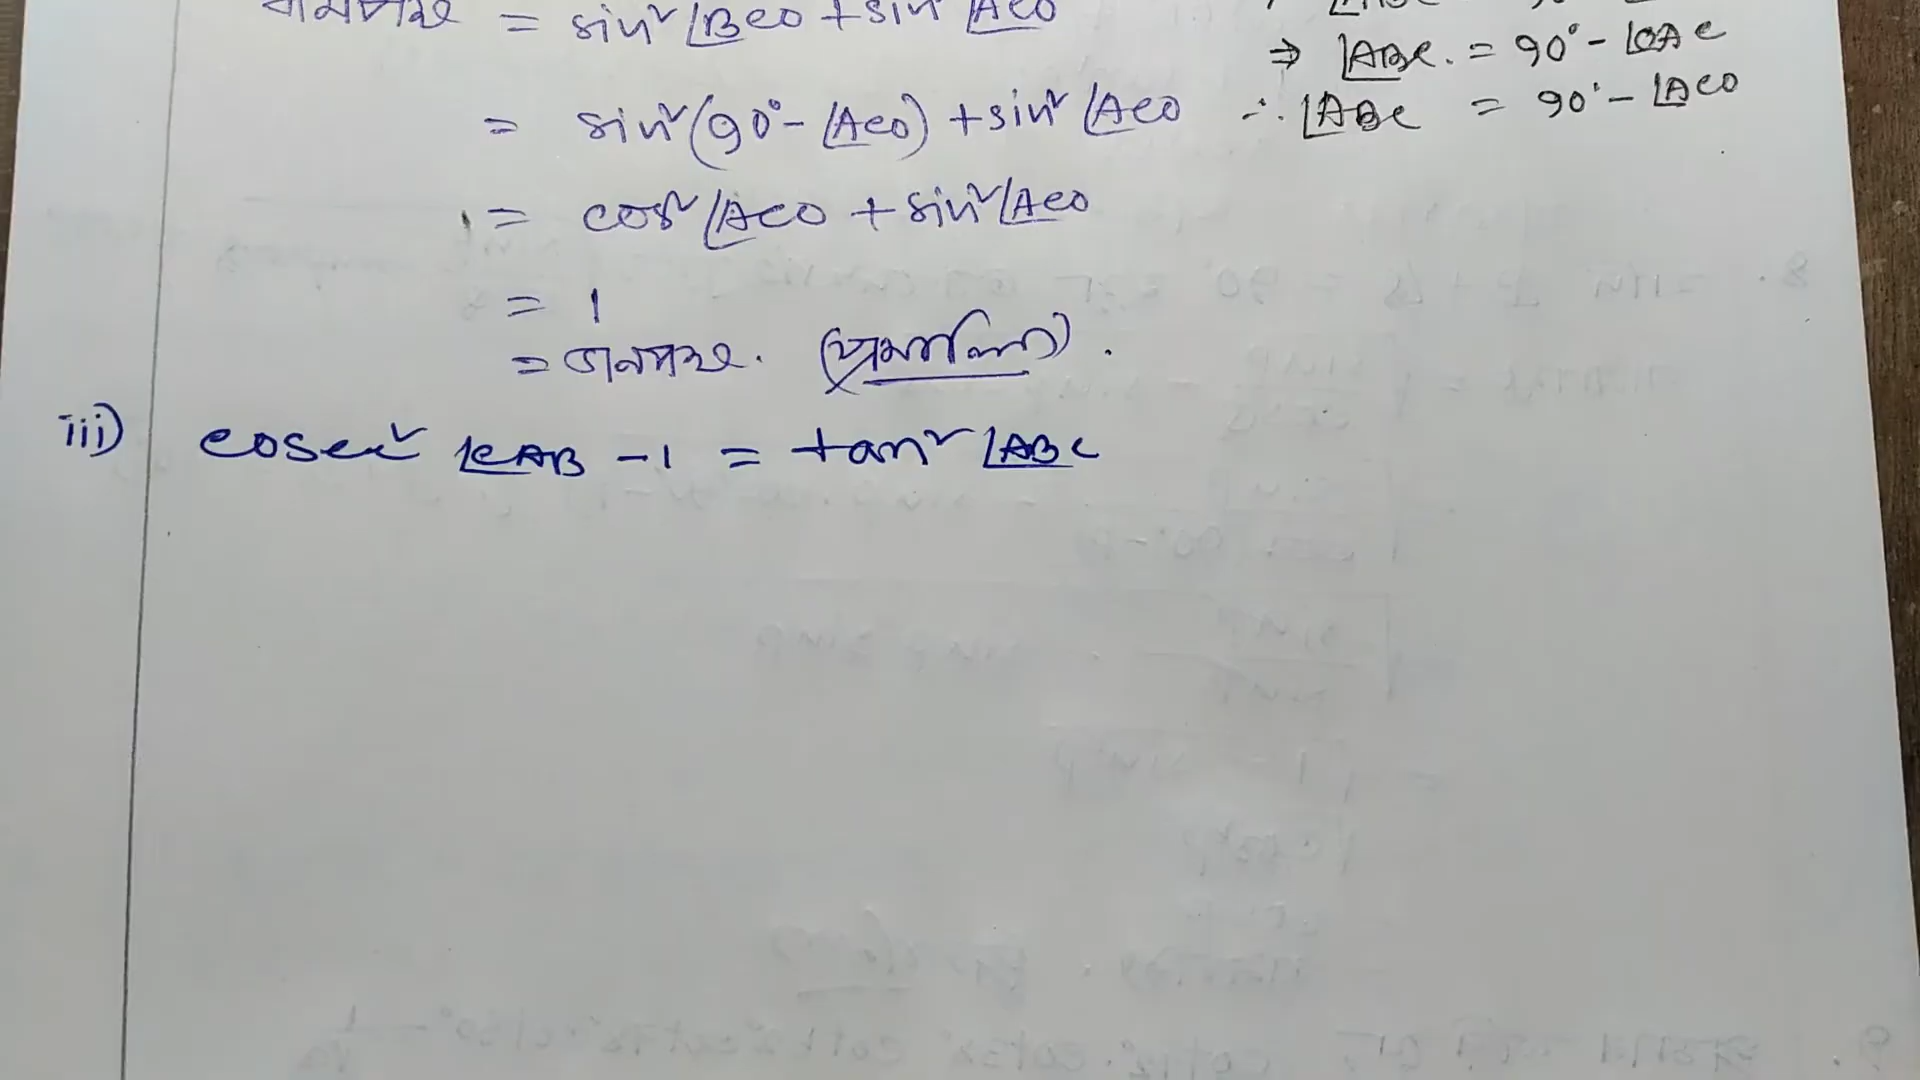 বামপক্ষ = sin² ∠BCO + sin² ∠ACO
⇒ ∠ABC. = 90° - ∠OAC
= sin² (90° - ∠ACO) + sin² ∠ACO
∴ ∠ABC = 90° - ∠ACO
= cos² ∠ACO + sin² ∠ACO
= 1
= ডানপক্ষ. (প্রমাণিত).
iii) cosec² ∠CAB - 1 = tan² ∠ABC